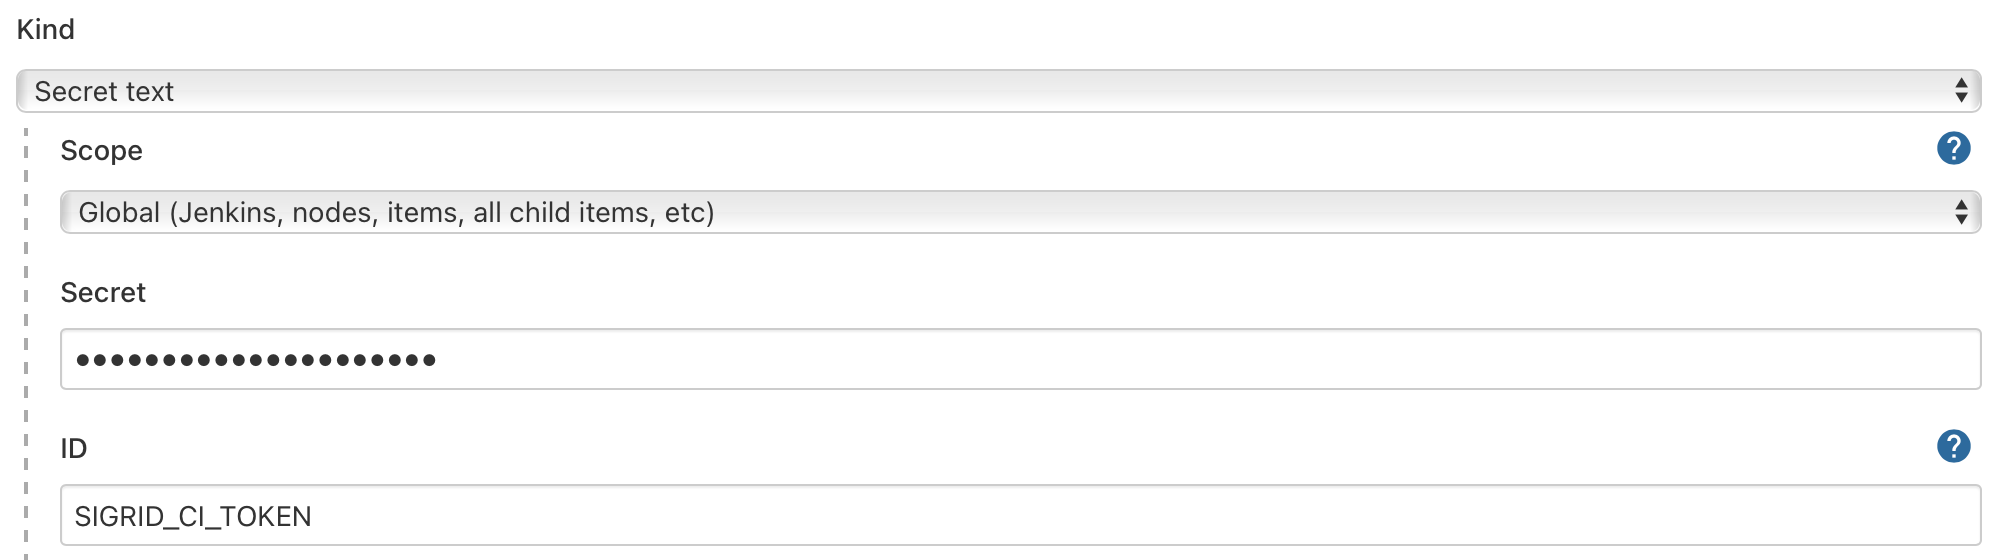 Kind
Secret text
Scope
?
Global (Jenkins, nodes, items, all child items, etc)
Secret
•••••••••••••••••••••
ID
?
SIGRID_CI_TOKEN